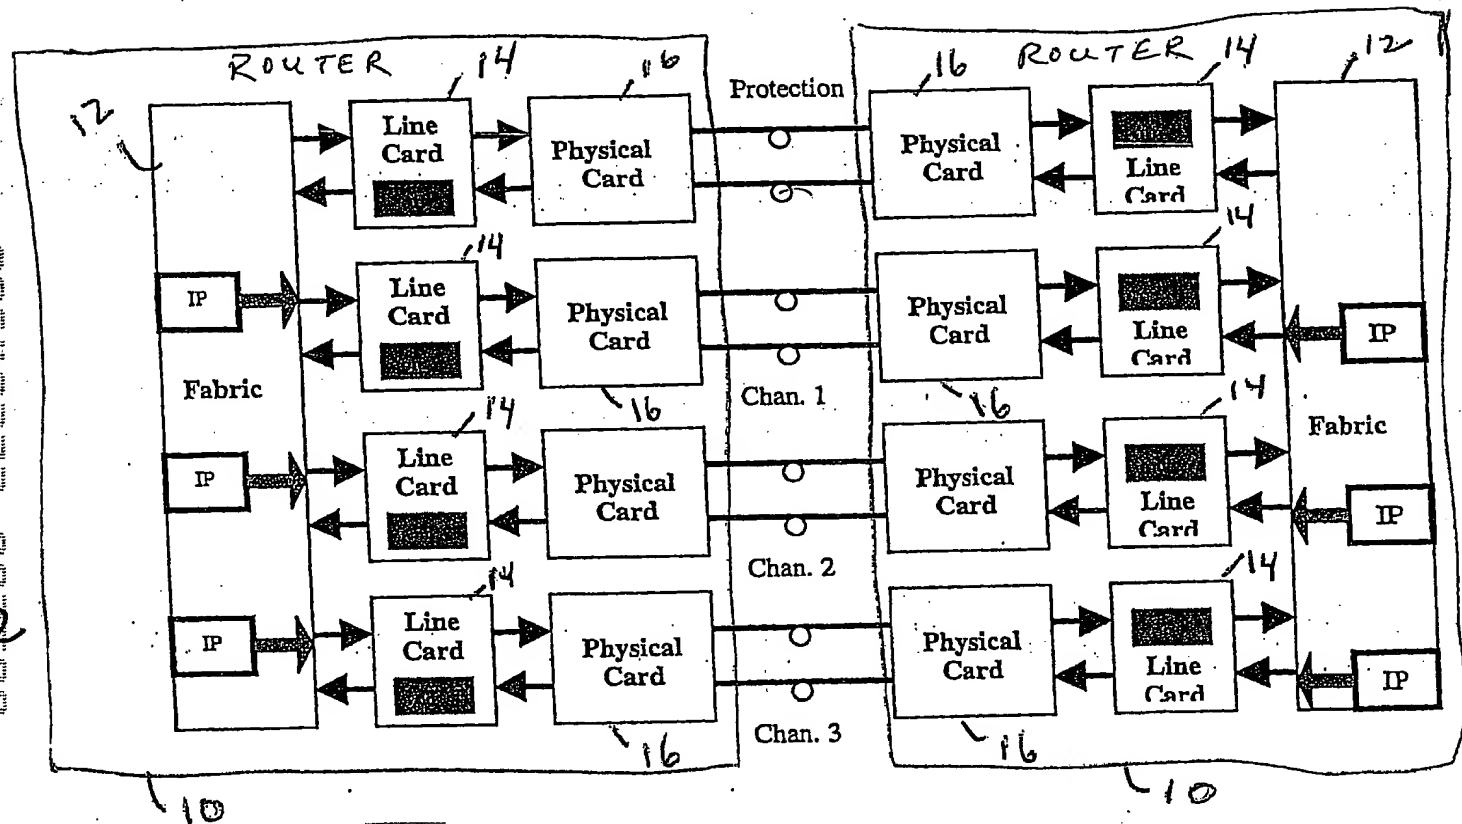 ROUTER
ROUTER
12
14
16
Protection
16
14
12
Line
Card
Physical
Card
Physical
Card
Line
Card
14
14
IP
Line
Card
Physical
Card
Physical
Card
Line
Card
IP
Fabric
16
Chan. 1
16
14
14
Fabric
IP
Line
Card
Physical
Card
Physical
Card
Line
Card
IP
Chan. 2
14
14
IP
Line
Card
Physical
Card
Physical
Card
Line
Card
IP
16
Chan. 3
16
10
10